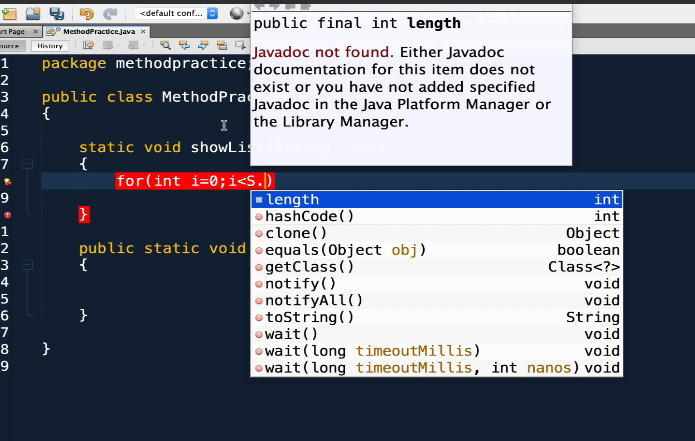 <default conf...
rt Page × MethodPractice.java ×
ource History
public final int length
Javadoc not found. Either Javadoc
documentation for this item does not
exist or you have not added specified
Javadoc in the Java Platform Manager or
the Library Manager.
1 package methodpractice;
2
3 public class MethodPrac
4 {
5
6 static void showList(String ...S)
7 {
for(int i=0;i<S.)
9
}
1
2 public static void
3 {
4
5
6 }
7
8 }
9
length int
hashCode() int
clone() Object
equals(Object obj) boolean
getClass() Class<?>
notify() void
notifyAll() void
toString() String
wait() void
wait(long timeoutMillis) void
wait(long timeoutMillis, int nanos) void